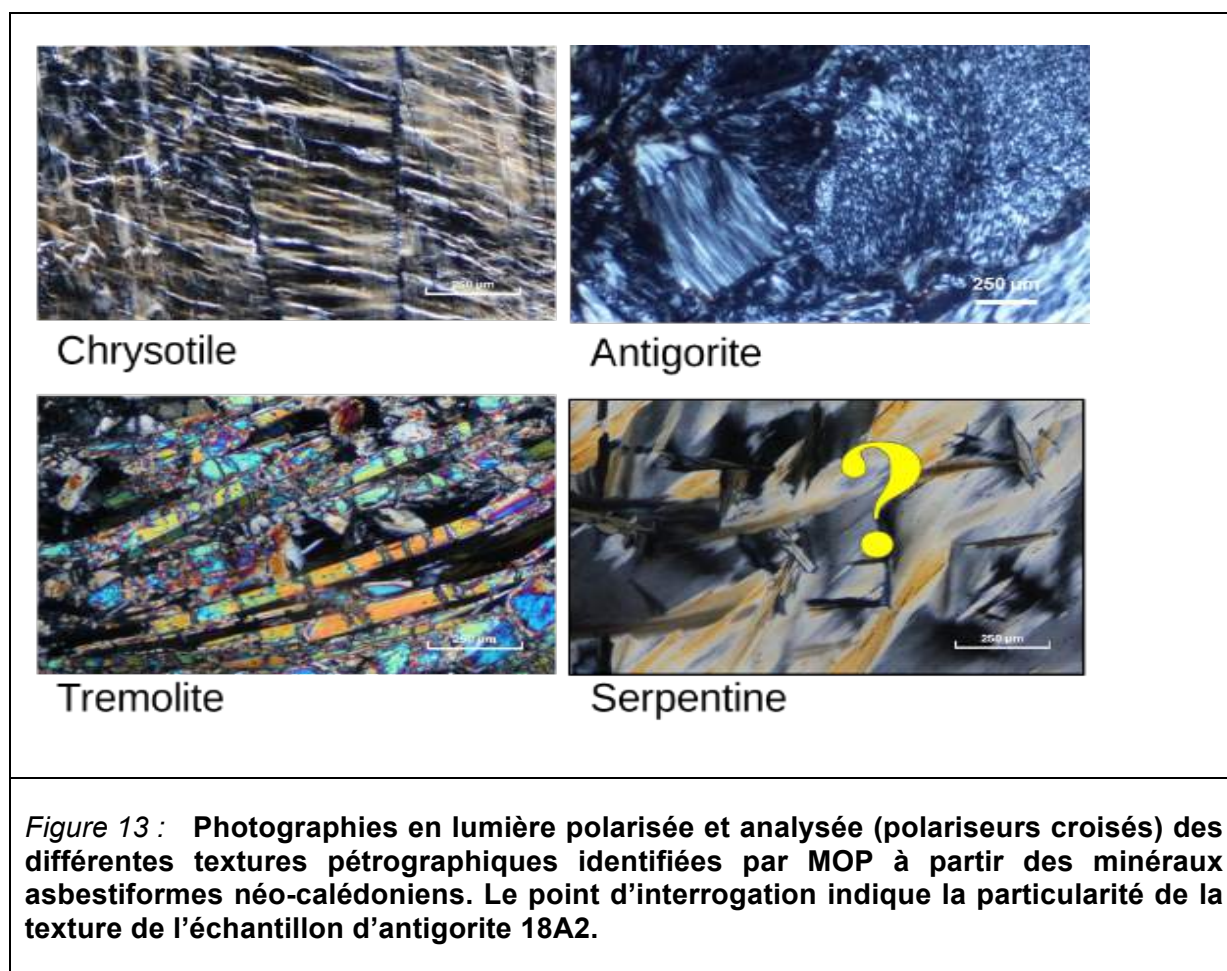 250 µm
250 µm
Chrysotile
Antigorite
?
250 µm
250 µm
Tremolite
Serpentine
Figure 13 : Photographies en lumière polarisée et analysée (polariseurs croisés) des
différentes textures pétrographiques identifiées par MOP à partir des minéraux
asbestiformes néo-calédoniens. Le point d’interrogation indique la particularité de la
texture de l’échantillon d’antigorite 18A2.